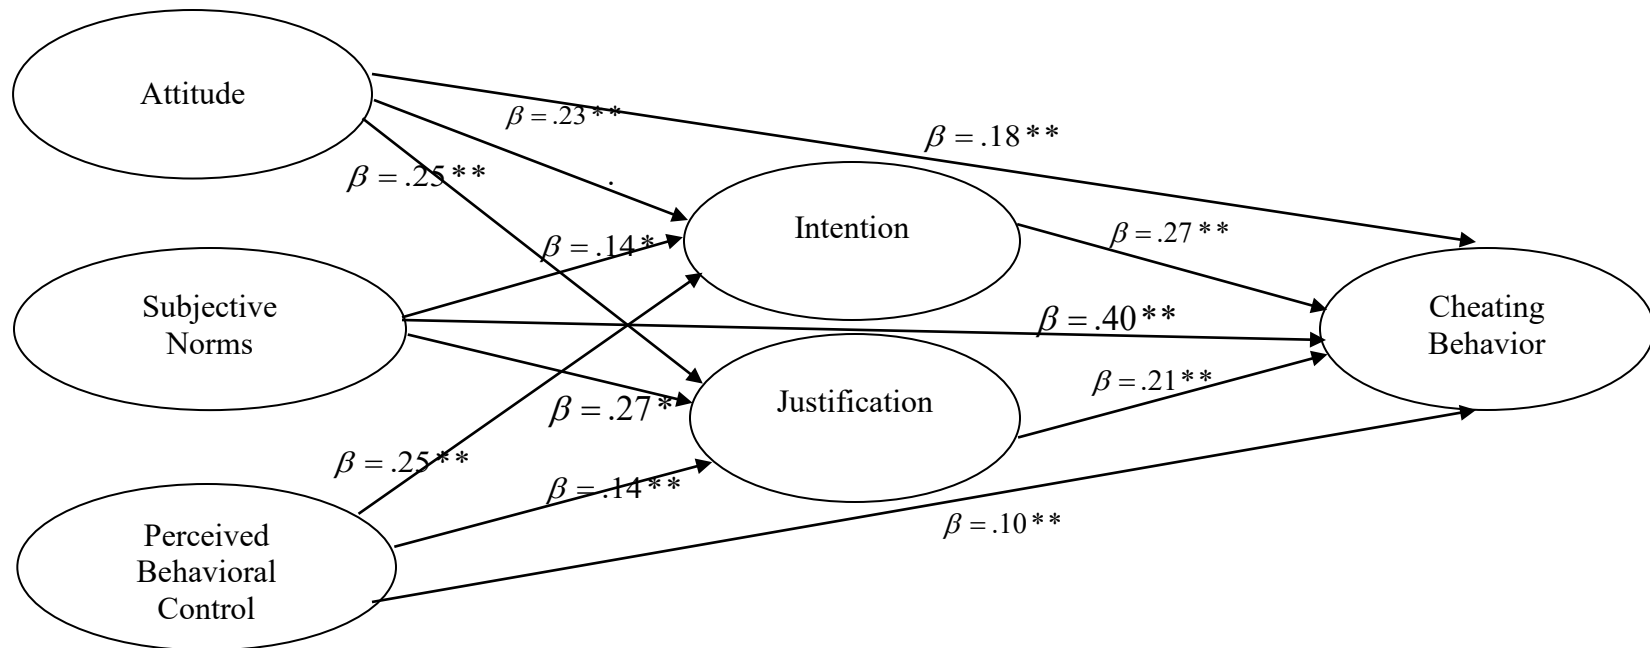 Attitude
β = .23**
β = .18**
β = .25**
Intention
β = .14*
β = .27**
Subjective
Norms
β = .40**
Cheating
Behavior
β = .21**
Justification
β = .27*
β = .25**
β = .14**
β = .10**
Perceived
Behavioral
Control